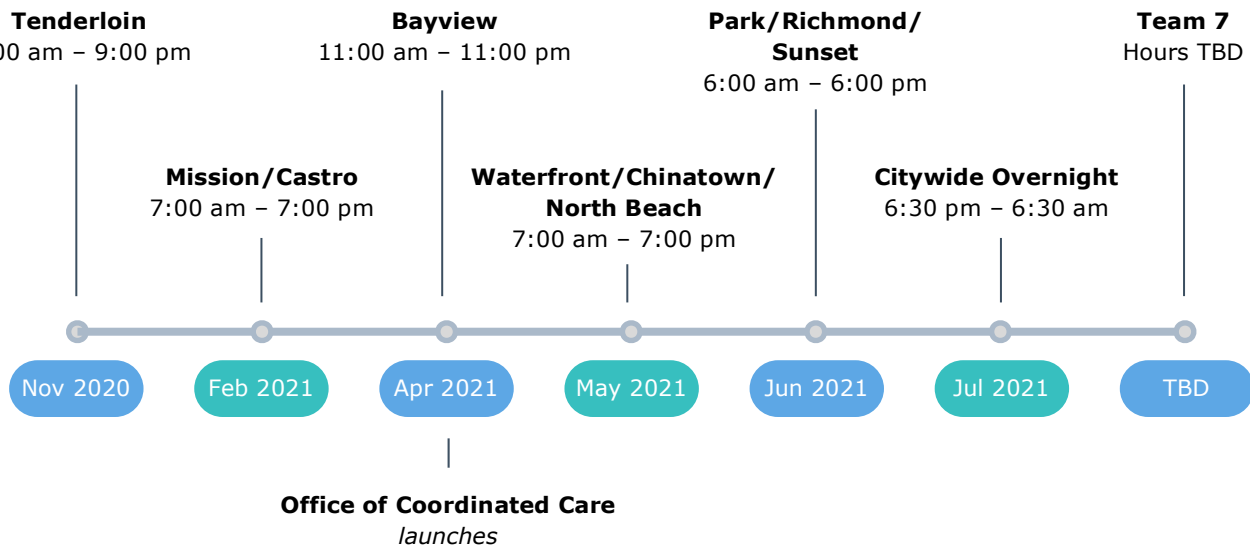 Tenderloin
00 am – 9:00 pm
Bayview
11:00 am – 11:00 pm
Park/Richmond/
Sunset
6:00 am – 6:00 pm
Team 7
Hours TBD
Mission/Castro
7:00 am – 7:00 pm
Waterfront/Chinatown/
North Beach
7:00 am – 7:00 pm
Citywide Overnight
6:30 pm – 6:30 am
Nov 2020
Feb 2021
Apr 2021
May 2021
Jun 2021
Jul 2021
TBD
Office of Coordinated Care
launches